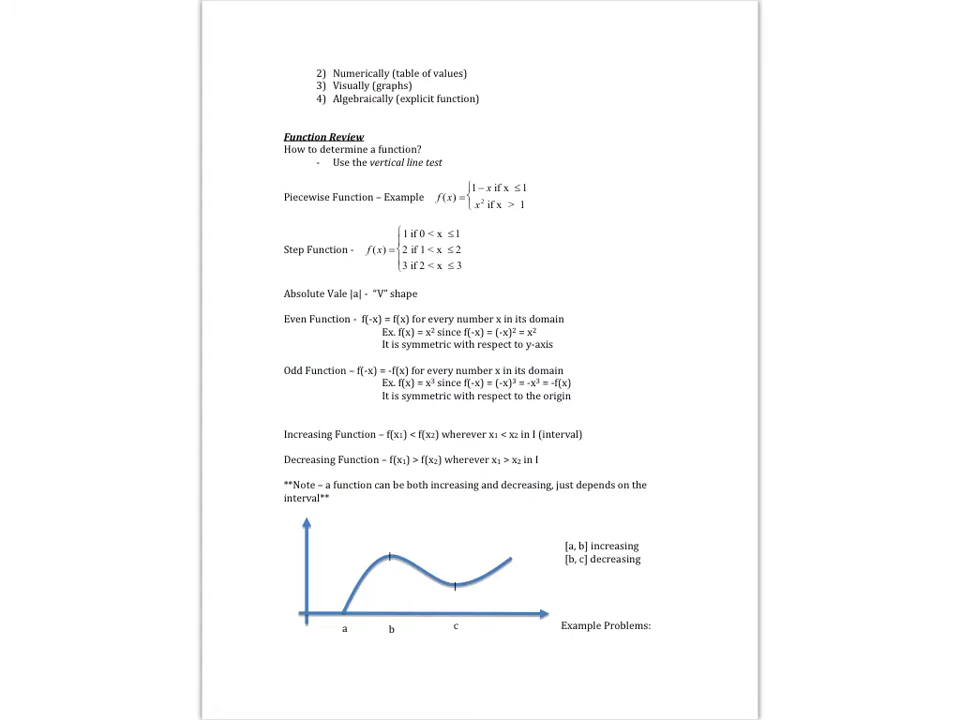 2) Numerically (table of values)
3) Visually (graphs)
4) Algebraically (explicit function)
Function Review
How to determine a function?
- Use the vertical line test
Piecewise Function – Example f(x) = { 1 – x if x ≤ 1
x² if x > 1
Step Function - f(x) = { 1 if 0 < x ≤ 1
2 if 1 < x ≤ 2
3 if 2 < x ≤ 3
Absolute Vale |a| - “V” shape
Even Function - f(-x) = f(x) for every number x in its domain
Ex. f(x) = x² since f(-x) = (-x)² = x²
It is symmetric with respect to y-axis
Odd Function – f(-x) = -f(x) for every number x in its domain
Ex. f(x) = x³ since f(-x) = (-x)³ = -x³ = -f(x)
It is symmetric with respect to the origin
Increasing Function – f(x₁) < f(x₂) wherever x₁ < x₂ in I (interval)
Decreasing Function – f(x₁) > f(x₂) wherever x₁ > x₂ in I
**Note – a function can be both increasing and decreasing, just depends on the
interval**
[a, b] increasing
[b, c] decreasing
a b c
Example Problems: